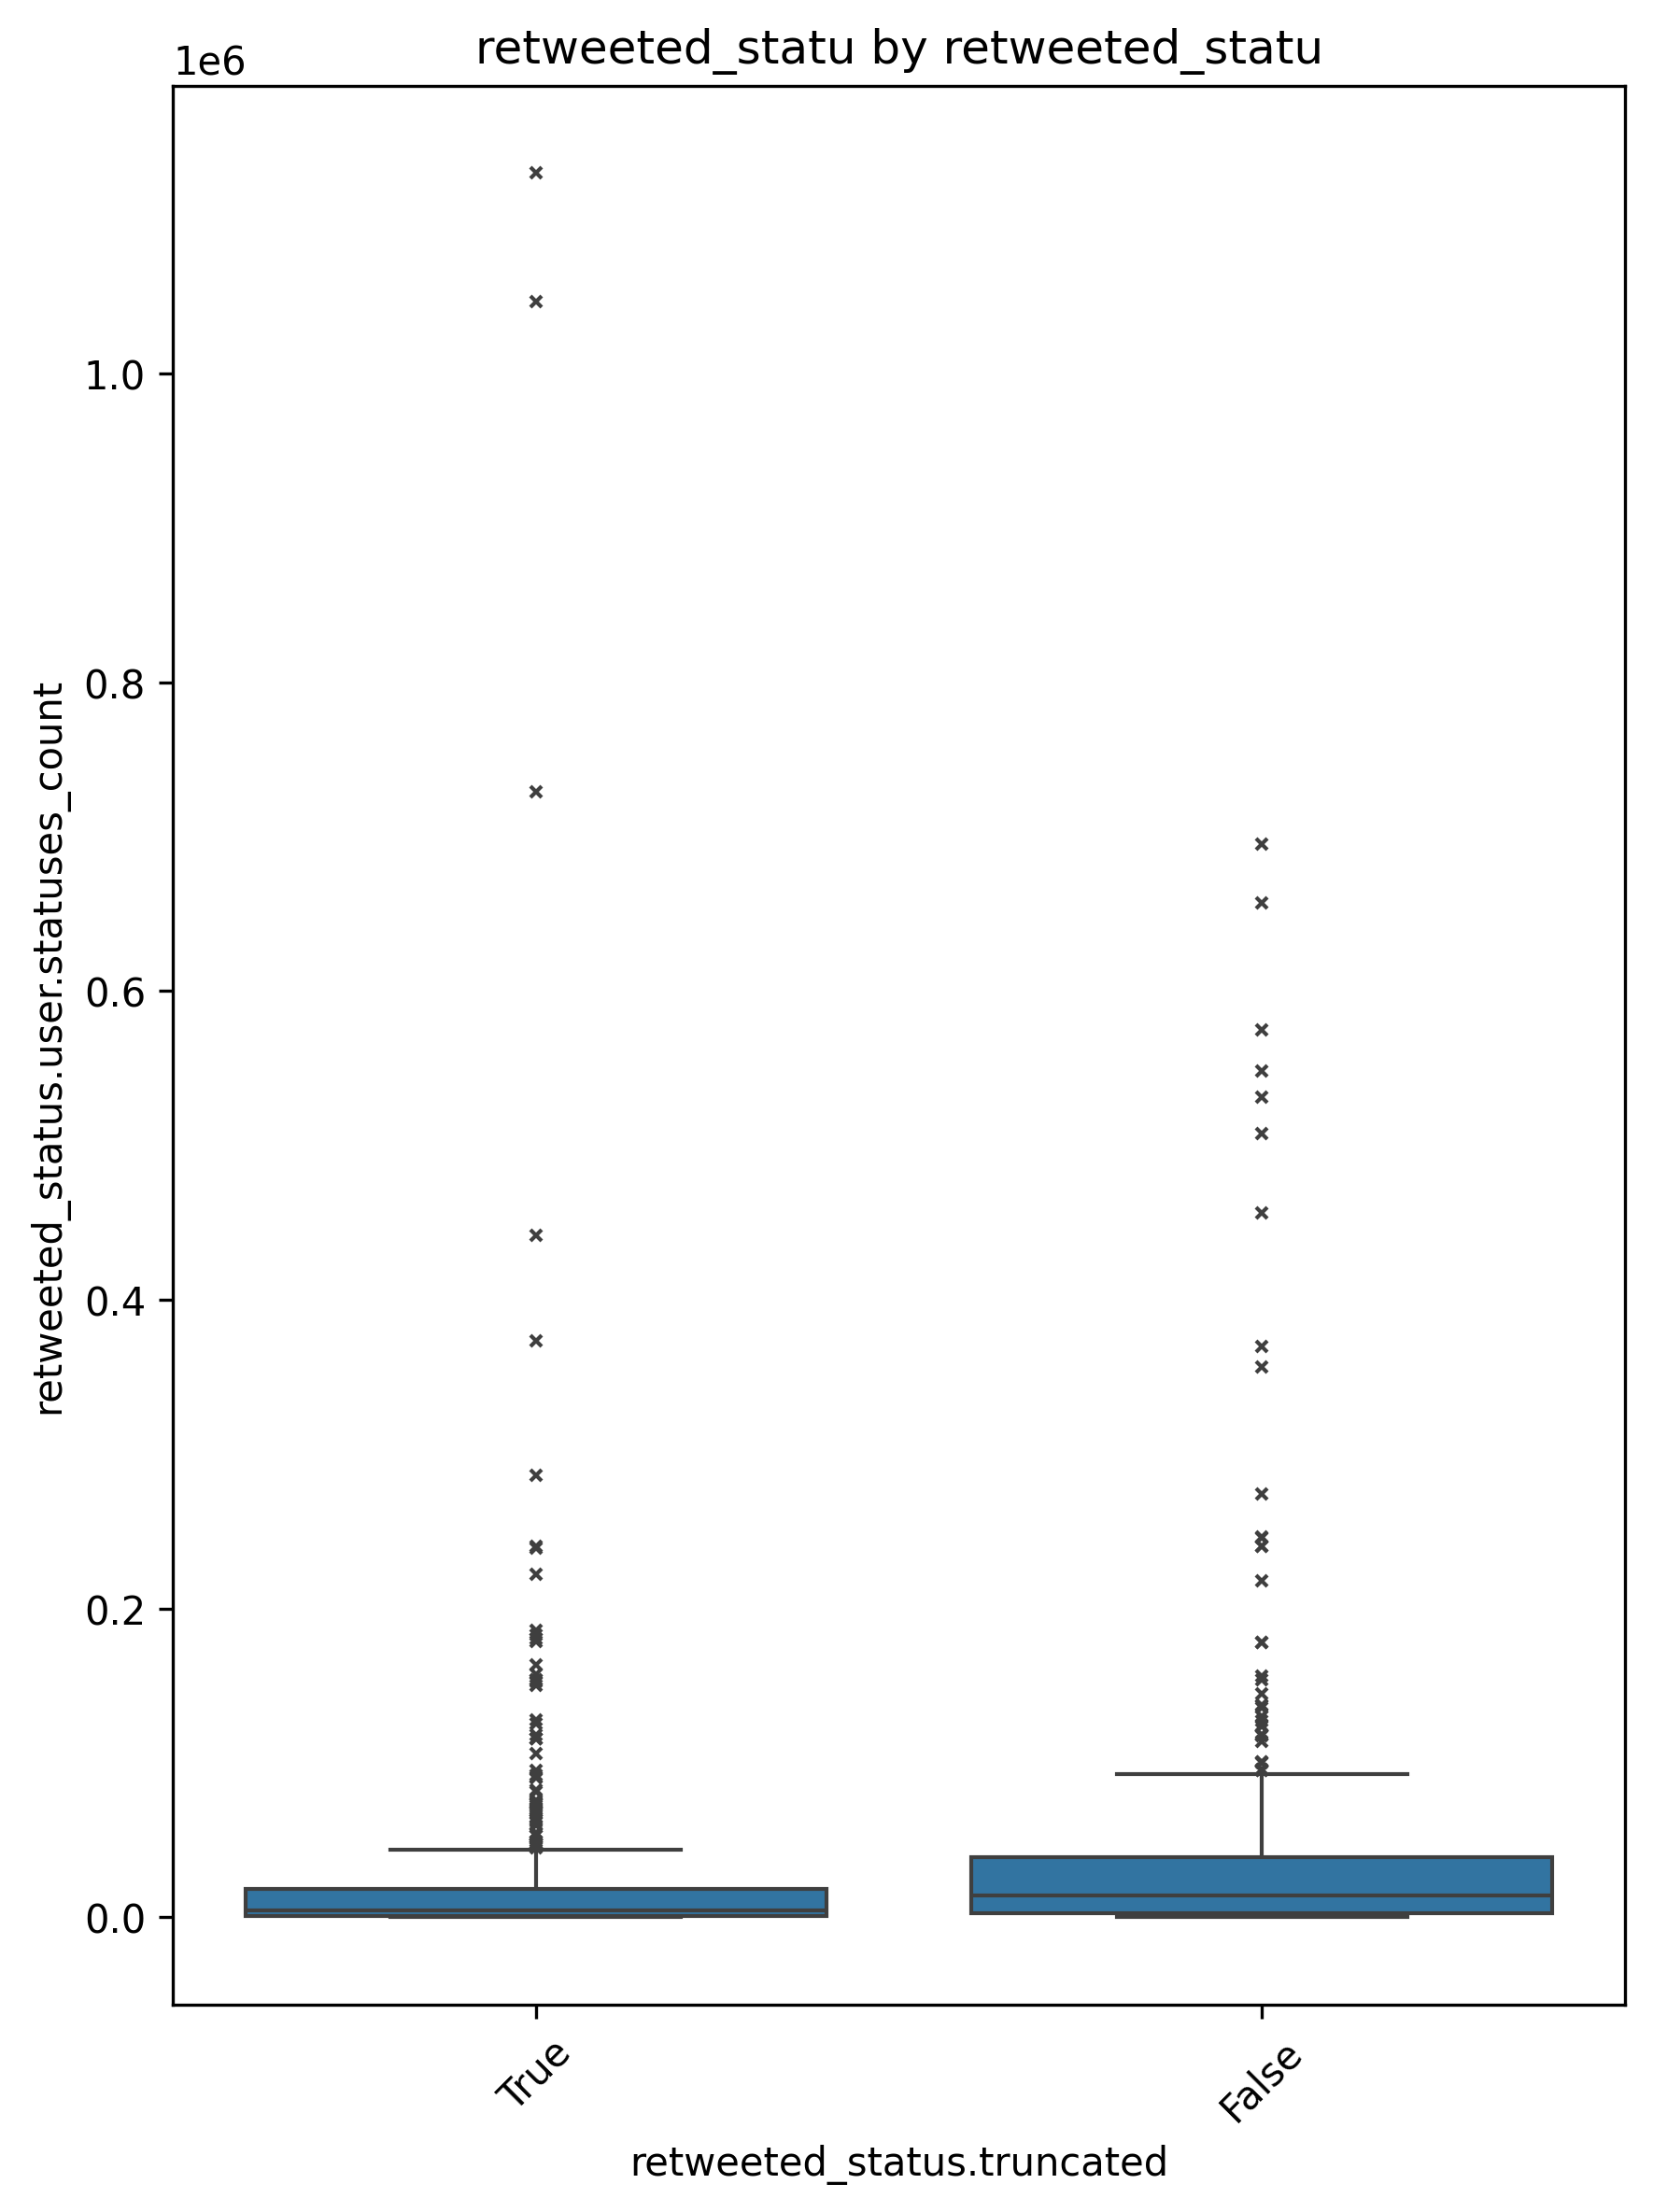 retweeted_statu by retweeted_statu
1e6
1.0
0.8
0.6
0.4
0.2
0.0
retweeted_status.user.statuses_count
True
False
retweeted_status.truncated